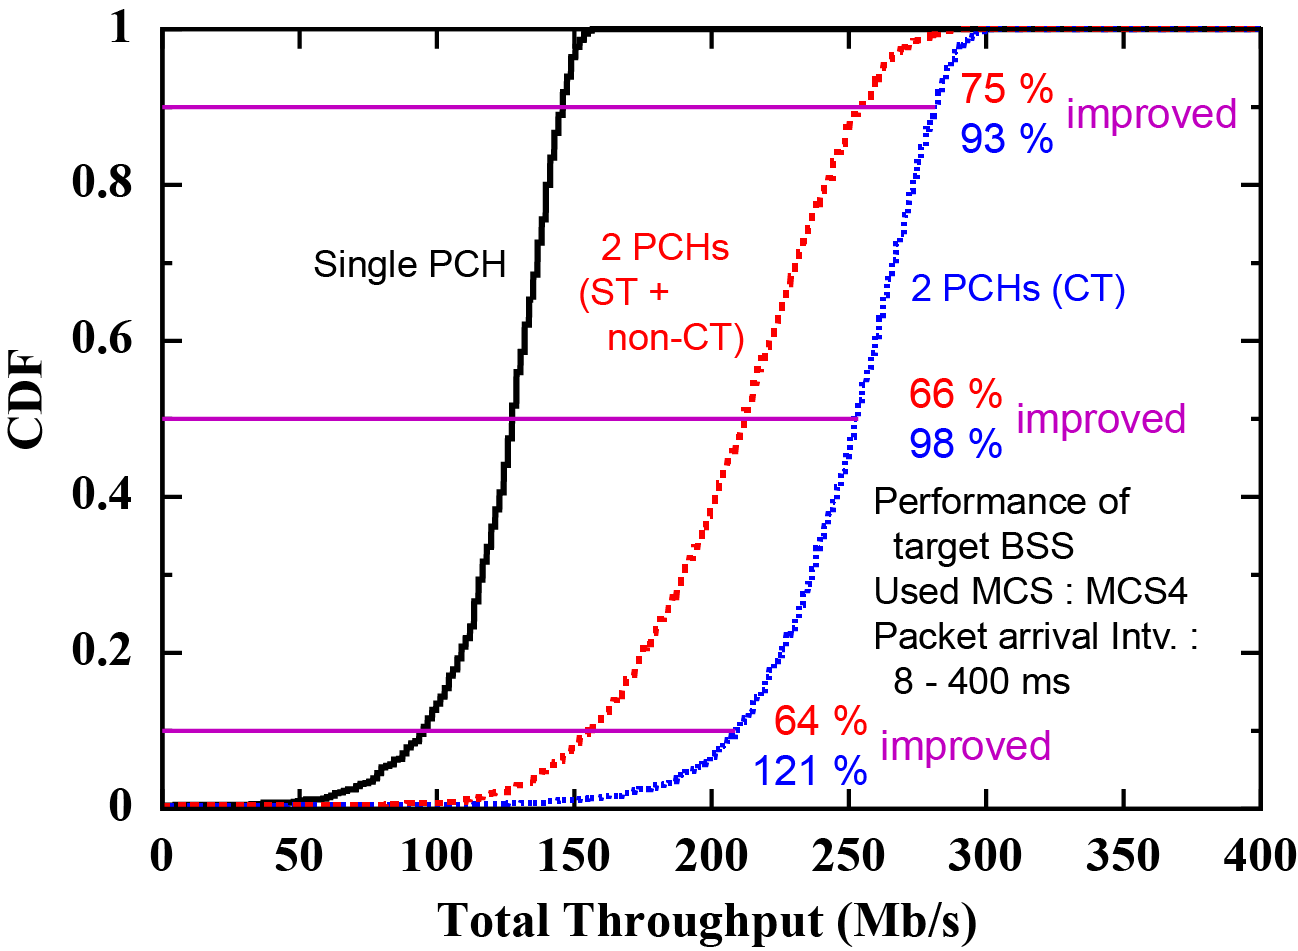 1
0.8
0.6
0.4
0.2
0
CDF
75 %
93 %
improved
Single PCH
2 PCHs
(ST +
non-CT)
2 PCHs (CT)
66 %
98 %
improved
Performance of
target BSS
Used MCS : MCS4
Packet arrival Intv. :
8 - 400 ms
64 %
121 %
improved
0 50 100 150 200 250 300 350 400
Total Throughput (Mb/s)